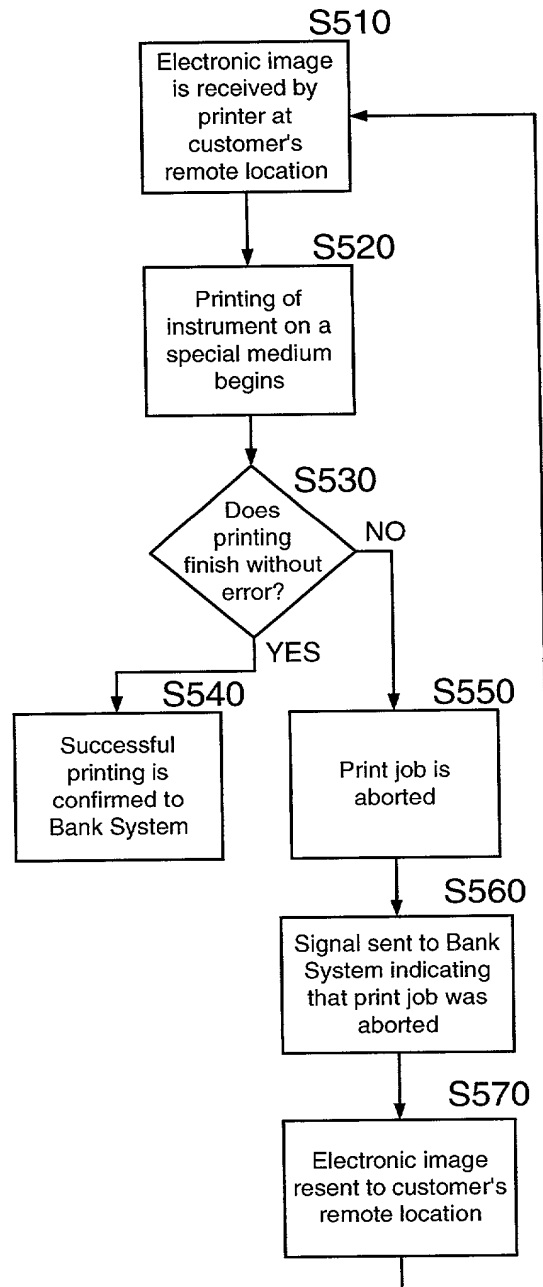 S510
Electronic image
is received by
printer at
customer's
remote location
S520
Printing of
instrument on a
special medium
begins
S530
Does
printing
finish without
error?
NO
YES
S540
Successful
printing is
confirmed to
Bank System
S550
Print job is
aborted
S560
Signal sent to Bank
System indicating
that print job was
aborted
S570
Electronic image
resent to customer's
remote location